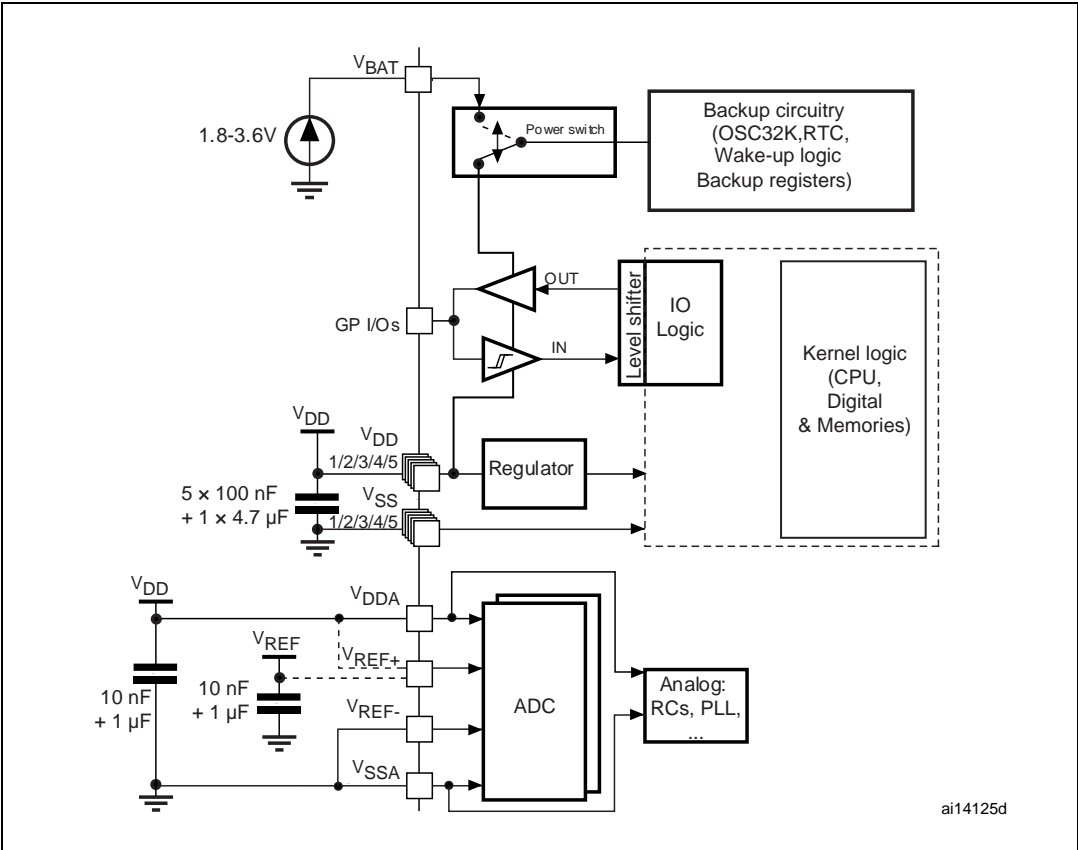 VBAT
1.8-3.6V
Power switch
Backup circuitry
(OSC32K,RTC,
Wake-up logic
Backup registers)
OUT
GP I/Os
IN
Level shifter
IO
Logic
Kernel logic
(CPU,
Digital
& Memories)
VDD
VDD
1/2/3/4/5
Regulator
5 × 100 nF
+ 1 × 4.7 µF
VSS
1/2/3/4/5
VDD
VDDA
VREF
VREF+
10 nF
+ 1 µF
10 nF
+ 1 µF
VREF-
ADC
Analog:
RCs, PLL,
...
VSSA
ai14125d